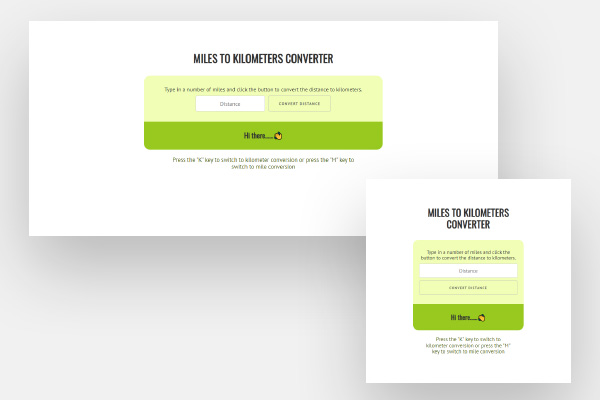 MILES TO KILOMETERS CONVERTER
Type in a number of miles and click the button to convert the distance to kilometers.
Distance
CONVERT DISTANCE
Hi there.....
Press the "K" key to switch to kilometer conversion or press the "M" key to
switch to mile conversion
MILES TO KILOMETERS
CONVERTER
Type in a number of miles and click the
button to convert the distance to kilometers.
Distance
CONVERT DISTANCE
Hi there.....
Press the "K" key to switch to
kilometer conversion or press the "M"
key to switch to mile conversion